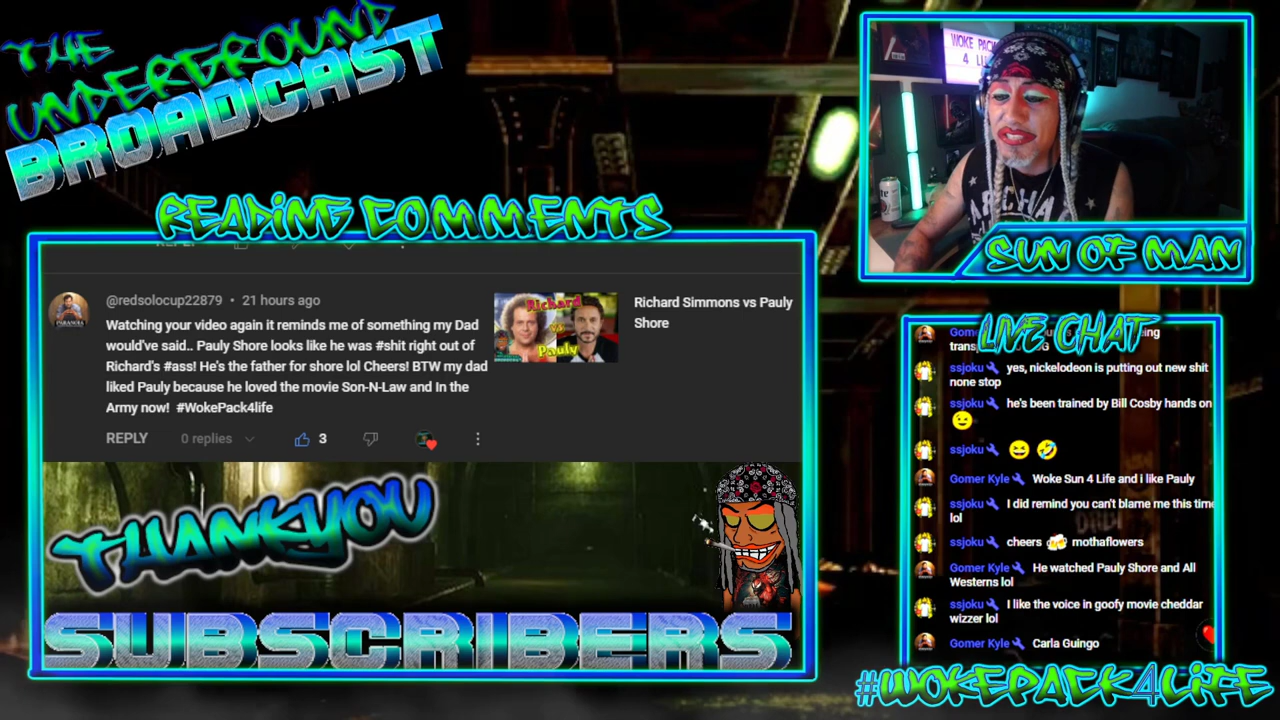 THE
UNDERGROUND
BROADCAST
WOKE PACK
4 LI
SUN OF MAN
READING COMMENTS
REPLY
@redsolocup22879 • 21 hours ago
Watching your video again it reminds me of something my Dad
would've said.. Pauly Shore looks like he was #shit right out of
Richard's #ass! He's the father for shore lol Cheers! BTW my dad
liked Pauly because he loved the movie Son-N-Law and In the
Army now! #WokePack4life
REPLY 0 replies 3
Richard
vs
Pauly
Richard Simmons vs Pauly
Shore
THANKYOU
SUBSCRIBERS
LIVE CHAT
ssjoku yes, nickelodeon is putting out new shit
none stop
ssjoku he's been trained by Bill Cosby hands on
😉
ssjoku 😆 🤣
Gomer Kyle Woke Sun 4 Life and i like Pauly
ssjoku I did remind you can't blame me this time
lol
ssjoku cheers 🍻 mothaflowers
Gomer Kyle He watched Pauly Shore and All
Westerns lol
ssjoku I like the voice in goofy movie cheddar
wizzer lol
Gomer Kyle Carla Guingo
#WOKEPACK4LIFE